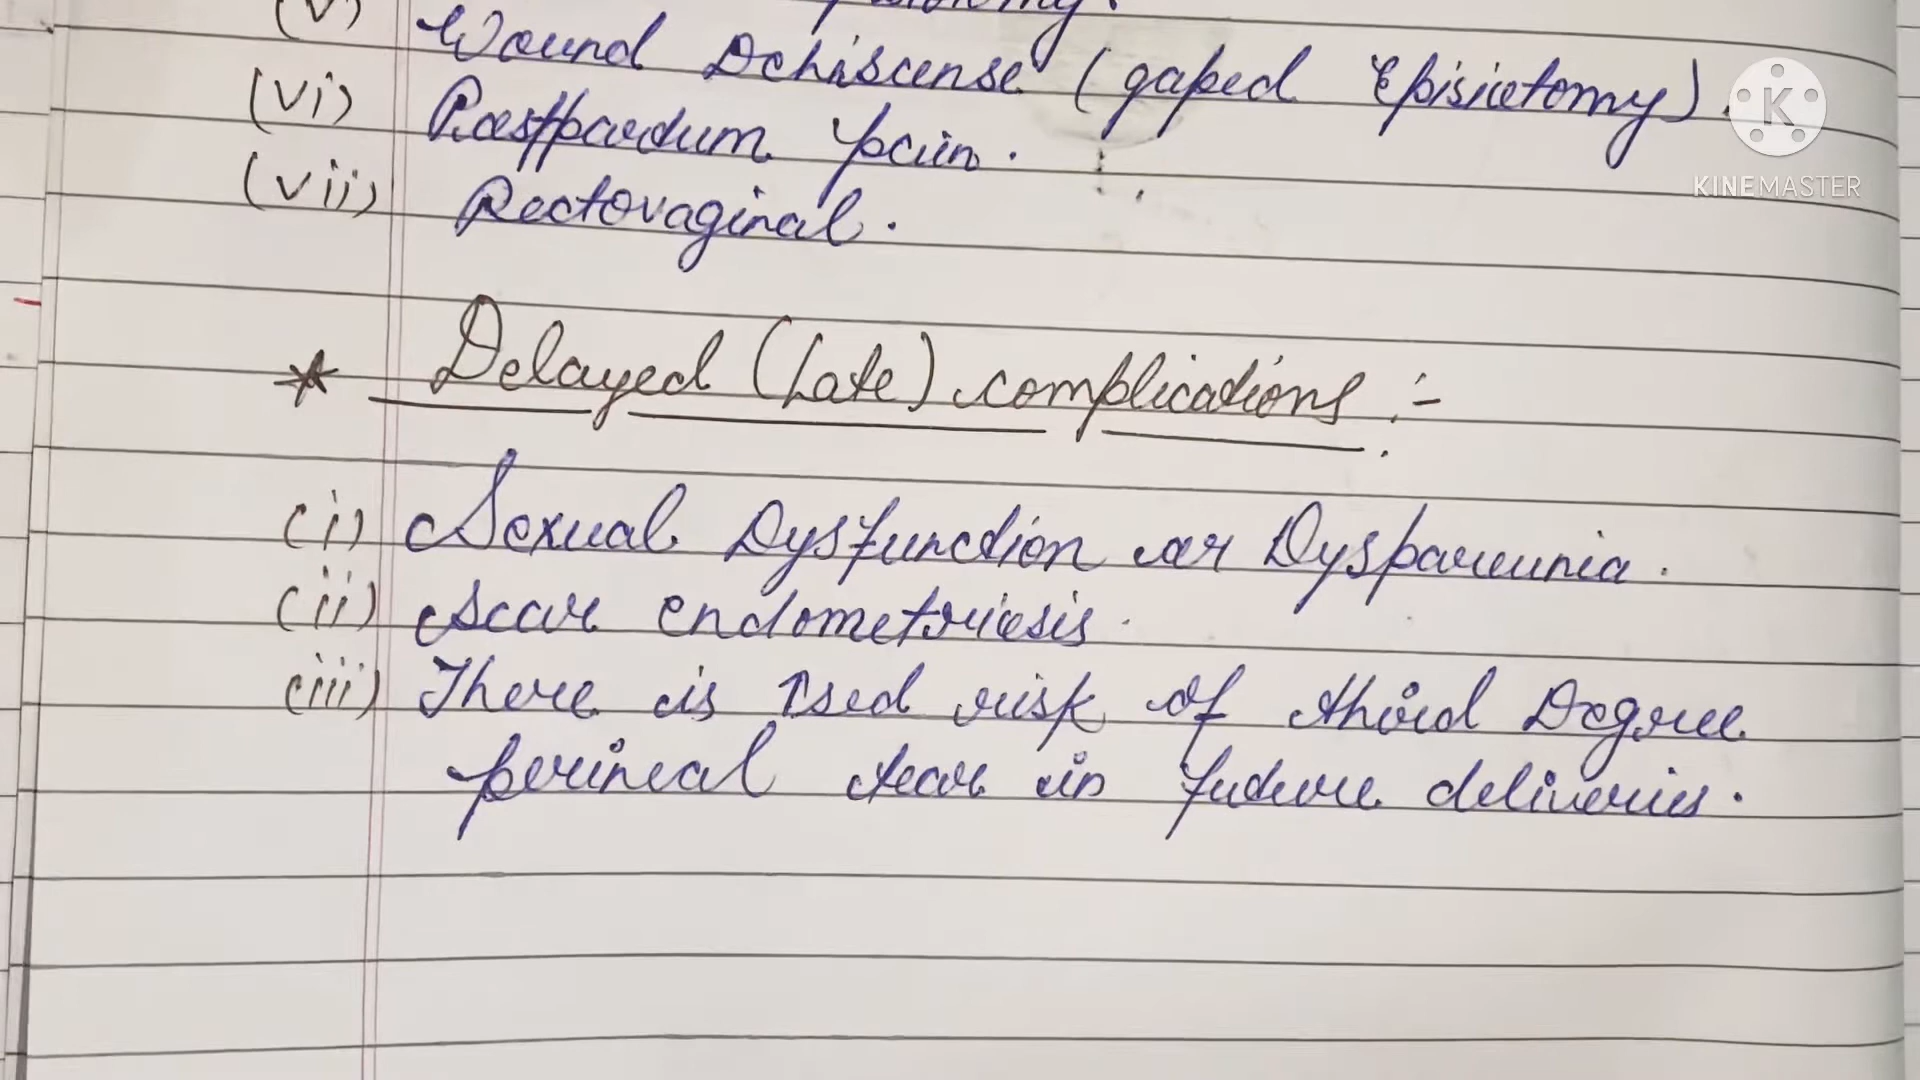 (v) Wound Dehiscense (gaped Episiotomy).
(vi) Postpartum pain.
(vii) Rectovaginal.
* Delayed (Late) complications :-
(i) Sexual Dysfunction or Dyspareunia.
(ii) Scar endometriosis.
(iii) There is ↑sed risk of third Degree
perineal tear in future deliveries.
K
KINEMASTER